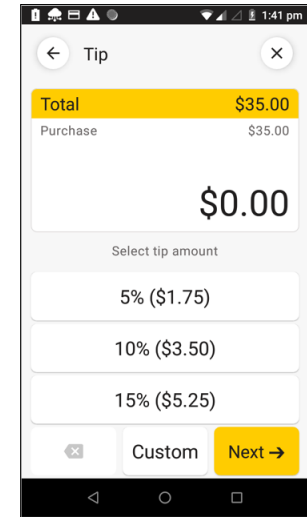 1:41 pm
Tip
Total $35.00
Purchase $35.00
$0.00
Select tip amount
5% ($1.75)
10% ($3.50)
15% ($5.25)
Custom Next →